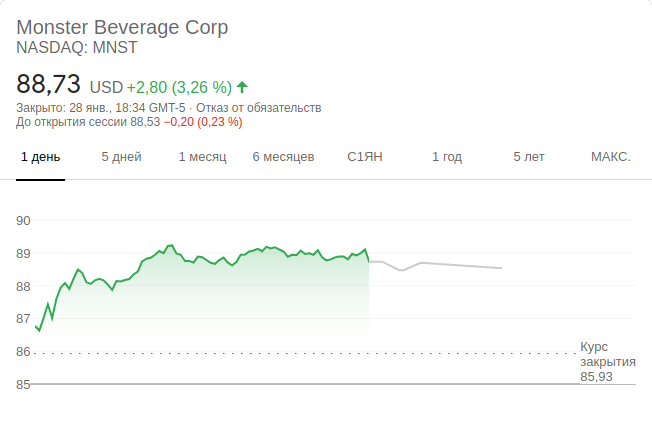 Monster Beverage Corp
NASDAQ: MNST
88,73 USD +2,80 (3,26 %)
Закрыто: 28 янв., 18:34 GMT-5 · Отказ от обязательств
До открытия сессии 88,53 −0,20 (0,23 %)
1 день 5 дней 1 месяц 6 месяцев С1ЯН 1 год 5 лет МАКС.
90
89
88
87
86
Курс
закрытия
85,93
85